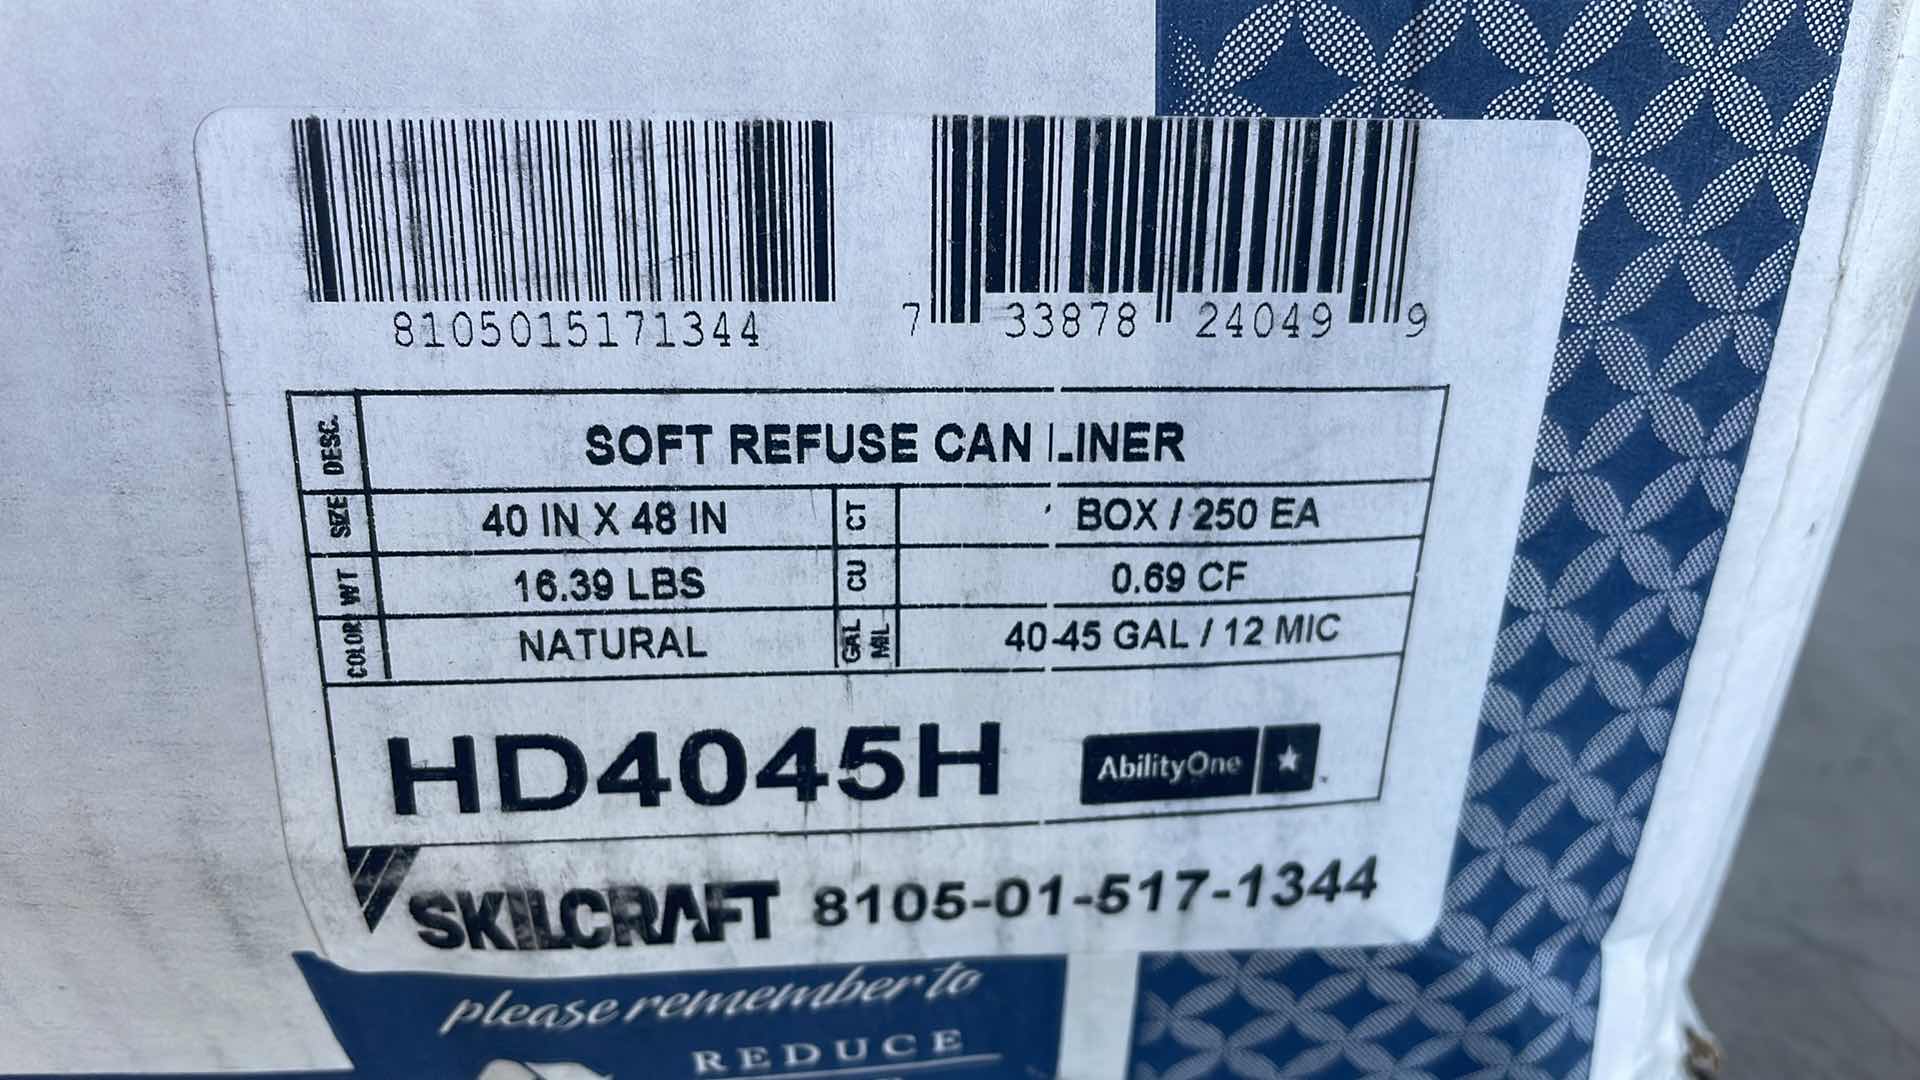 8105015171344
7 33878 24049 9
DESC. SOFT REFUSE CAN LINER
SIZE 40 IN X 48 IN CT BOX / 250 EA
WT 16.39 LBS CU 0.69 CF
COLOR NATURAL GAL MIL 40-45 GAL / 12 MIC
HD4045H AbilityOne
SKILCRAFT 8105-01-517-1344
please remember to
REDUCE